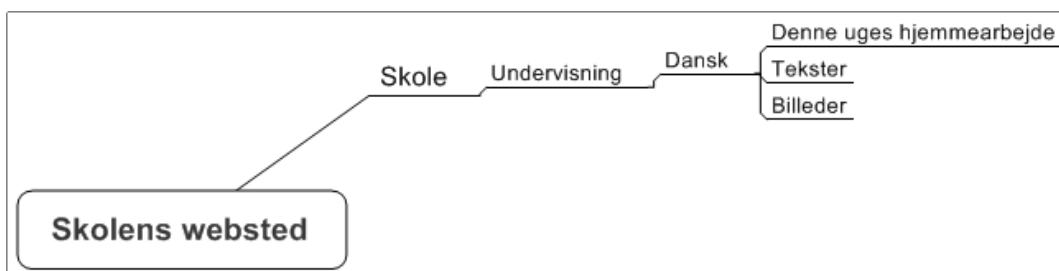 Denne uges hjemmearbejde
Skole
Undervisning
Dansk
Tekster
Billeder
Skolens websted